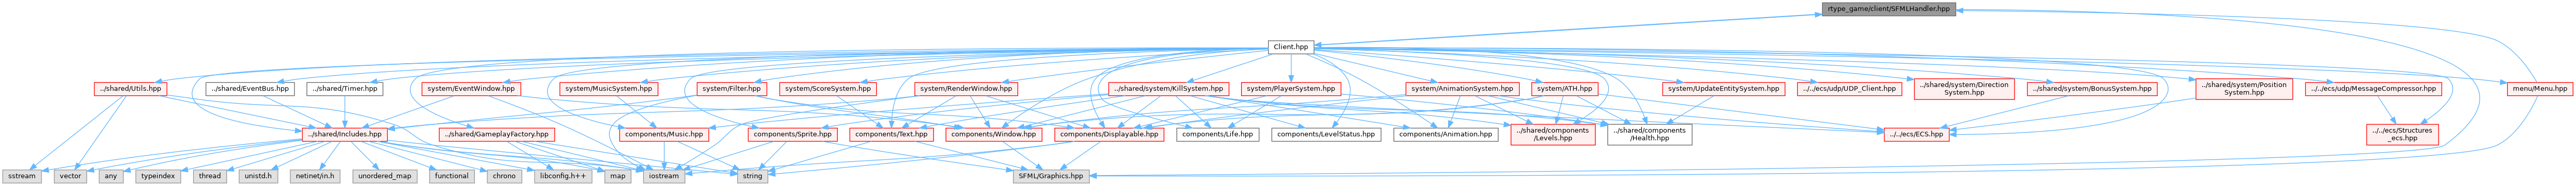 rtype_game/client/SFMLHandler.hpp
Client.hpp
../shared/Utils.hpp
../shared/EventBus.hpp
../shared/Timer.hpp
system/EventWindow.hpp
system/MusicSystem.hpp
system/Filter.hpp
system/ScoreSystem.hpp
system/RenderWindow.hpp
../shared/system/KillSystem.hpp
system/PlayerSystem.hpp
system/AnimationSystem.hpp
system/ATH.hpp
system/UpdateEntitySystem.hpp
../../ecs/udp/UDP_Client.hpp
../shared/system/Direction
System.hpp
../shared/system/BonusSystem.hpp
../shared/system/Position
System.hpp
../../ecs/udp/MessageCompressor.hpp
menu/Menu.hpp
../shared/Includes.hpp
../shared/GameplayFactory.hpp
components/Music.hpp
components/Sprite.hpp
components/Text.hpp
components/Window.hpp
components/Displayable.hpp
components/Life.hpp
components/LevelStatus.hpp
components/Animation.hpp
../shared/components
/Levels.hpp
../shared/components
/Health.hpp
../../ecs/ECS.hpp
../../ecs/Structures
_ecs.hpp
sstream
vector
any
typeindex
thread
unistd.h
netinet/in.h
unordered_map
functional
chrono
libconfig.h++
map
iostream
string
SFML/Graphics.hpp